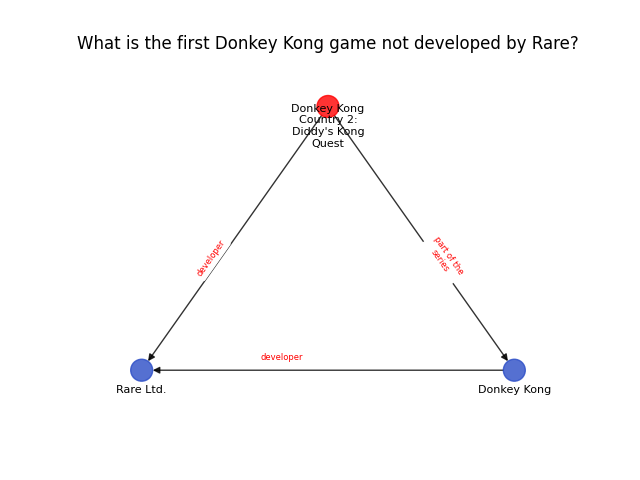 What is the first Donkey Kong game not developed by Rare?
Donkey Kong
Country 2:
Diddy's Kong
Quest
developer
part of the
series
developer
Rare Ltd.
Donkey Kong